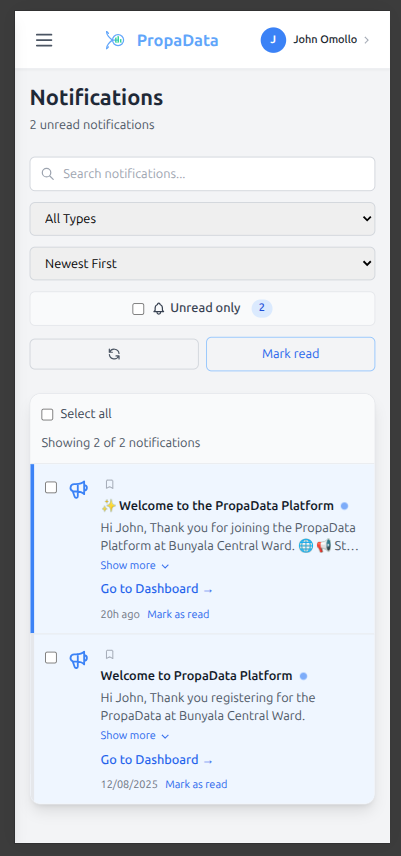 PropaData
J
John Omollo
Notifications
2 unread notifications
Search notifications...
All Types
Newest First
Unread only 2
Mark read
Select all
Showing 2 of 2 notifications
✨ Welcome to the PropaData Platform
Hi John, Thank you for joining the PropaData
Platform at Bunyala Central Ward. 🌐 📢 St…
Show more
Go to Dashboard →
20h ago Mark as read
Welcome to PropaData Platform
Hi John, Thank you registering for the
PropaData at Bunyala Central Ward.
Show more
Go to Dashboard →
12/08/2025 Mark as read